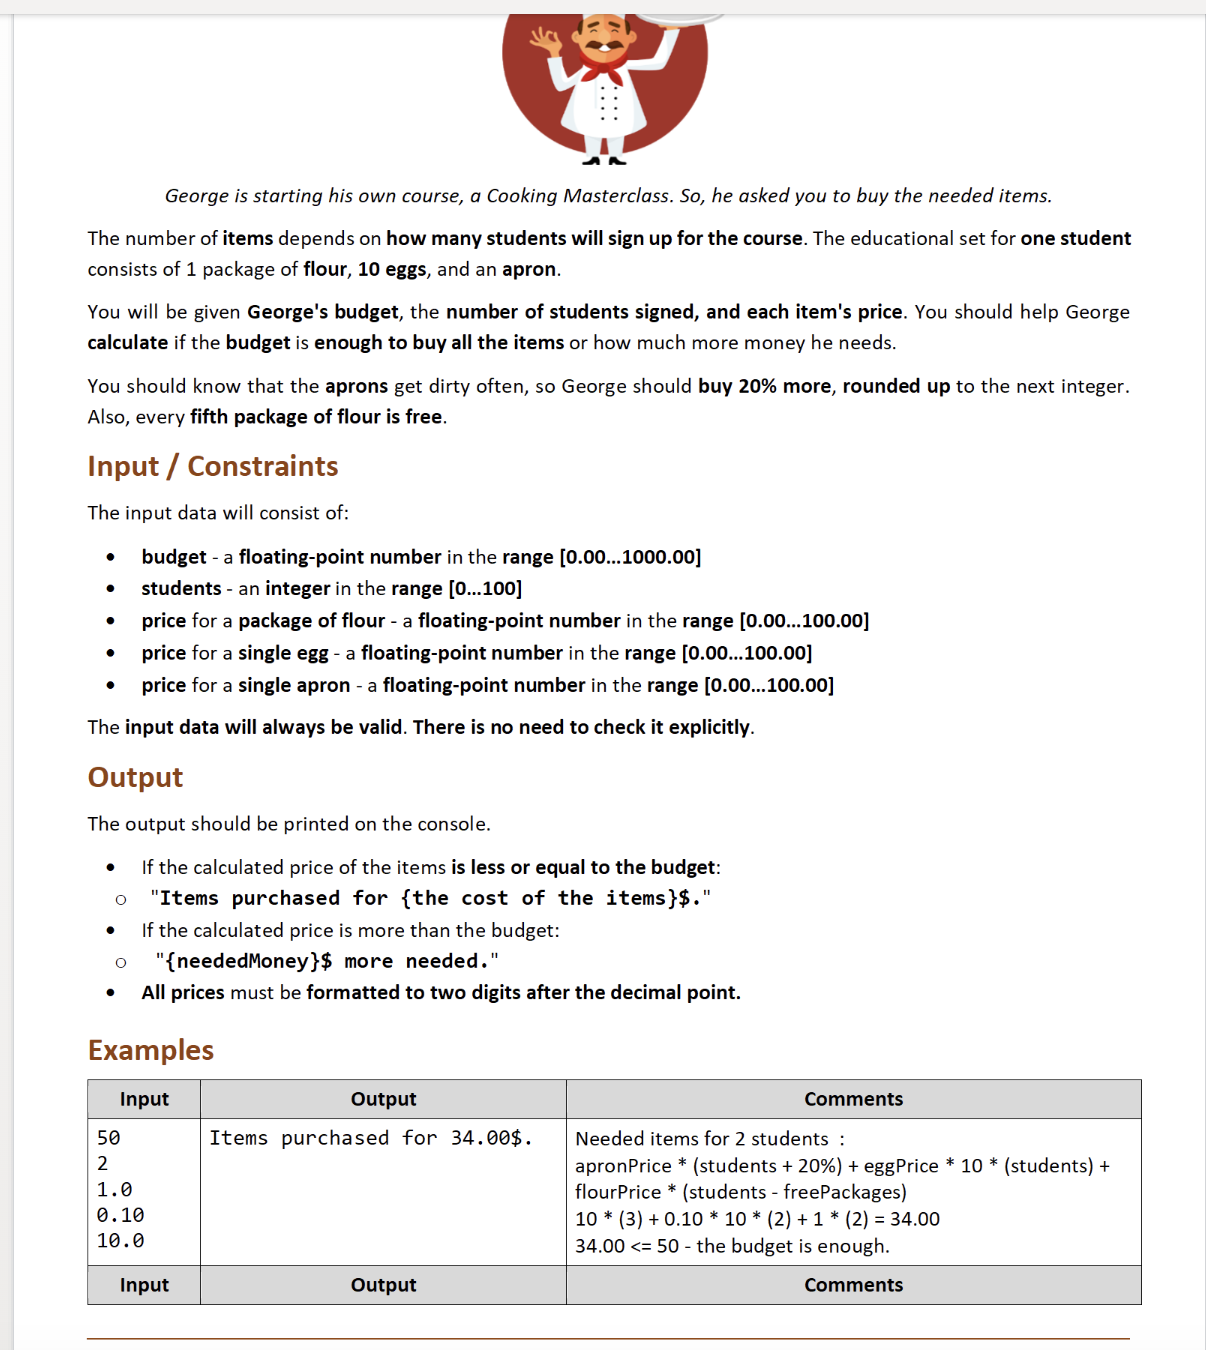 George is starting his own course, a Cooking Masterclass. So, he asked you to buy the needed items.
The number of items depends on how many students will sign up for the course. The educational set for one student
consists of 1 package of flour, 10 eggs, and an apron.
You will be given George's budget, the number of students signed, and each item's price. You should help George
calculate if the budget is enough to buy all the items or how much more money he needs.
You should know that the aprons get dirty often, so George should buy 20% more, rounded up to the next integer.
Also, every fifth package of flour is free.
Input / Constraints
The input data will consist of:
• budget - a floating-point number in the range [0.00…1000.00]
• students - an integer in the range [0…100]
• price for a package of flour - a floating-point number in the range [0.00…100.00]
• price for a single egg - a floating-point number in the range [0.00…100.00]
• price for a single apron - a floating-point number in the range [0.00…100.00]
The input data will always be valid. There is no need to check it explicitly.
Output
The output should be printed on the console.
• If the calculated price of the items is less or equal to the budget:
o "Items purchased for {the cost of the items}$."
• If the calculated price is more than the budget:
o "{neededMoney}$ more needed."
• All prices must be formatted to two digits after the decimal point.
Examples
Input Output Comments
50
2
1.0
0.10
10.0
Items purchased for 34.00$.
Needed items for 2 students :
apronPrice * (students + 20%) + eggPrice * 10 * (students) +
flourPrice * (students - freePackages)
10 * (3) + 0.10 * 10 * (2) + 1 * (2) = 34.00
34.00 <= 50 - the budget is enough.
Input Output Comments